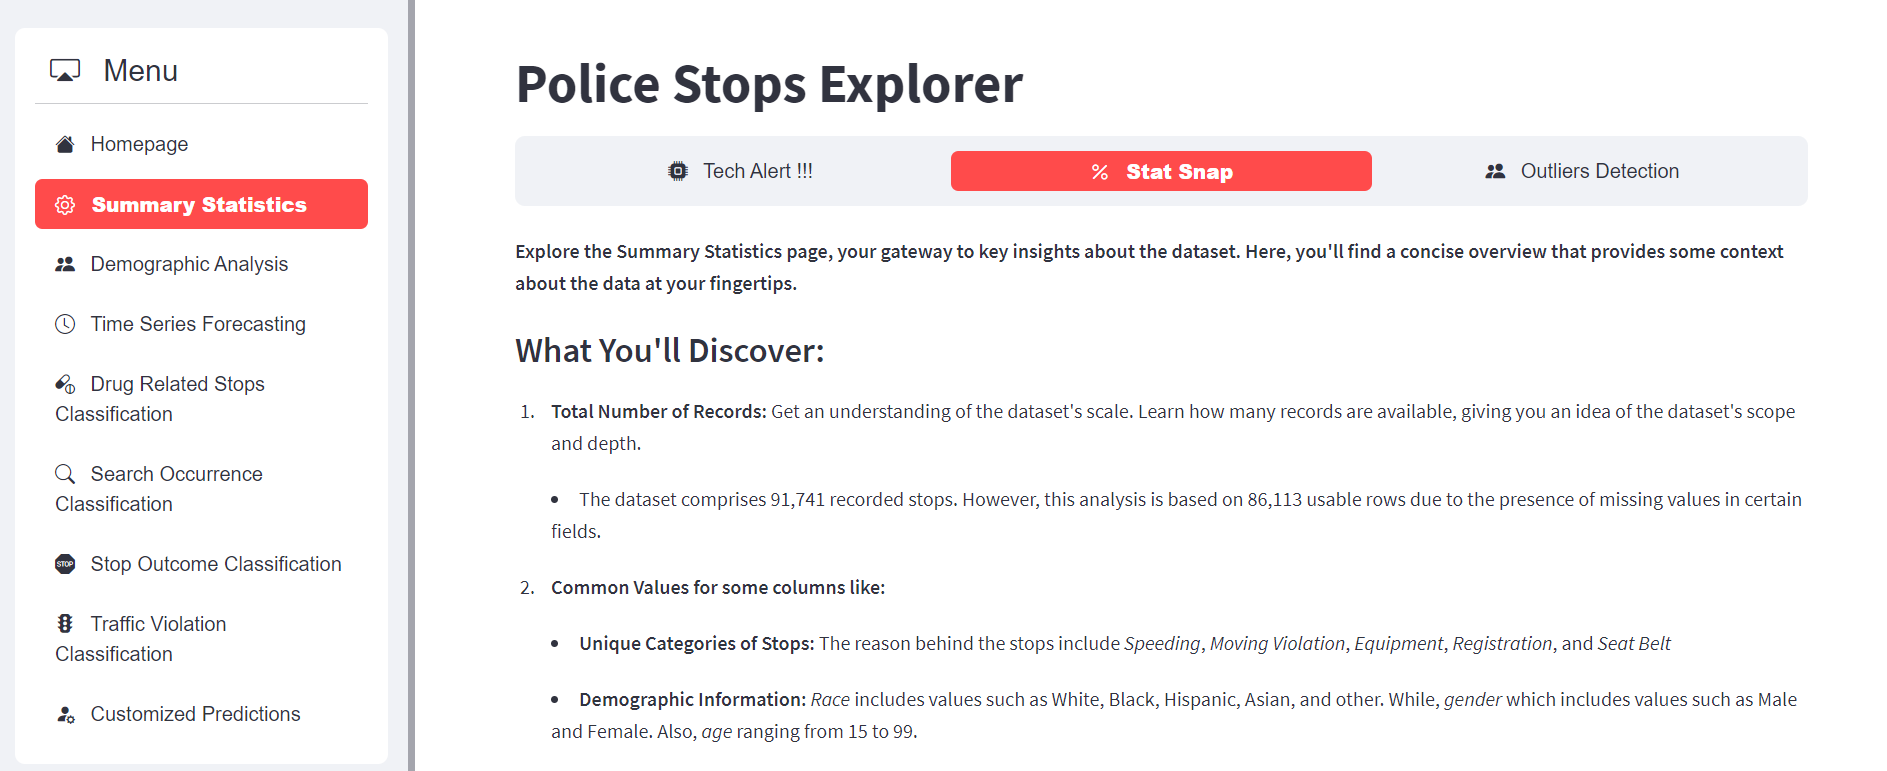 Menu
Homepage
Summary Statistics
Demographic Analysis
Time Series Forecasting
Drug Related Stops
Classification
Search Occurrence
Classification
STOP Stop Outcome Classification
Traffic Violation
Classification
Customized Predictions
Police Stops Explorer
Tech Alert !!!
% Stat Snap
Outliers Detection
Explore the Summary Statistics page, your gateway to key insights about the dataset. Here, you'll find a concise overview that provides some context
about the data at your fingertips.
What You'll Discover:
1. Total Number of Records: Get an understanding of the dataset's scale. Learn how many records are available, giving you an idea of the dataset's scope
and depth.
• The dataset comprises 91,741 recorded stops. However, this analysis is based on 86,113 usable rows due to the presence of missing values in certain
fields.
2. Common Values for some columns like:
• Unique Categories of Stops: The reason behind the stops include Speeding, Moving Violation, Equipment, Registration, and Seat Belt
• Demographic Information: Race includes values such as White, Black, Hispanic, Asian, and other. While, gender which includes values such as Male
and Female. Also, age ranging from 15 to 99.